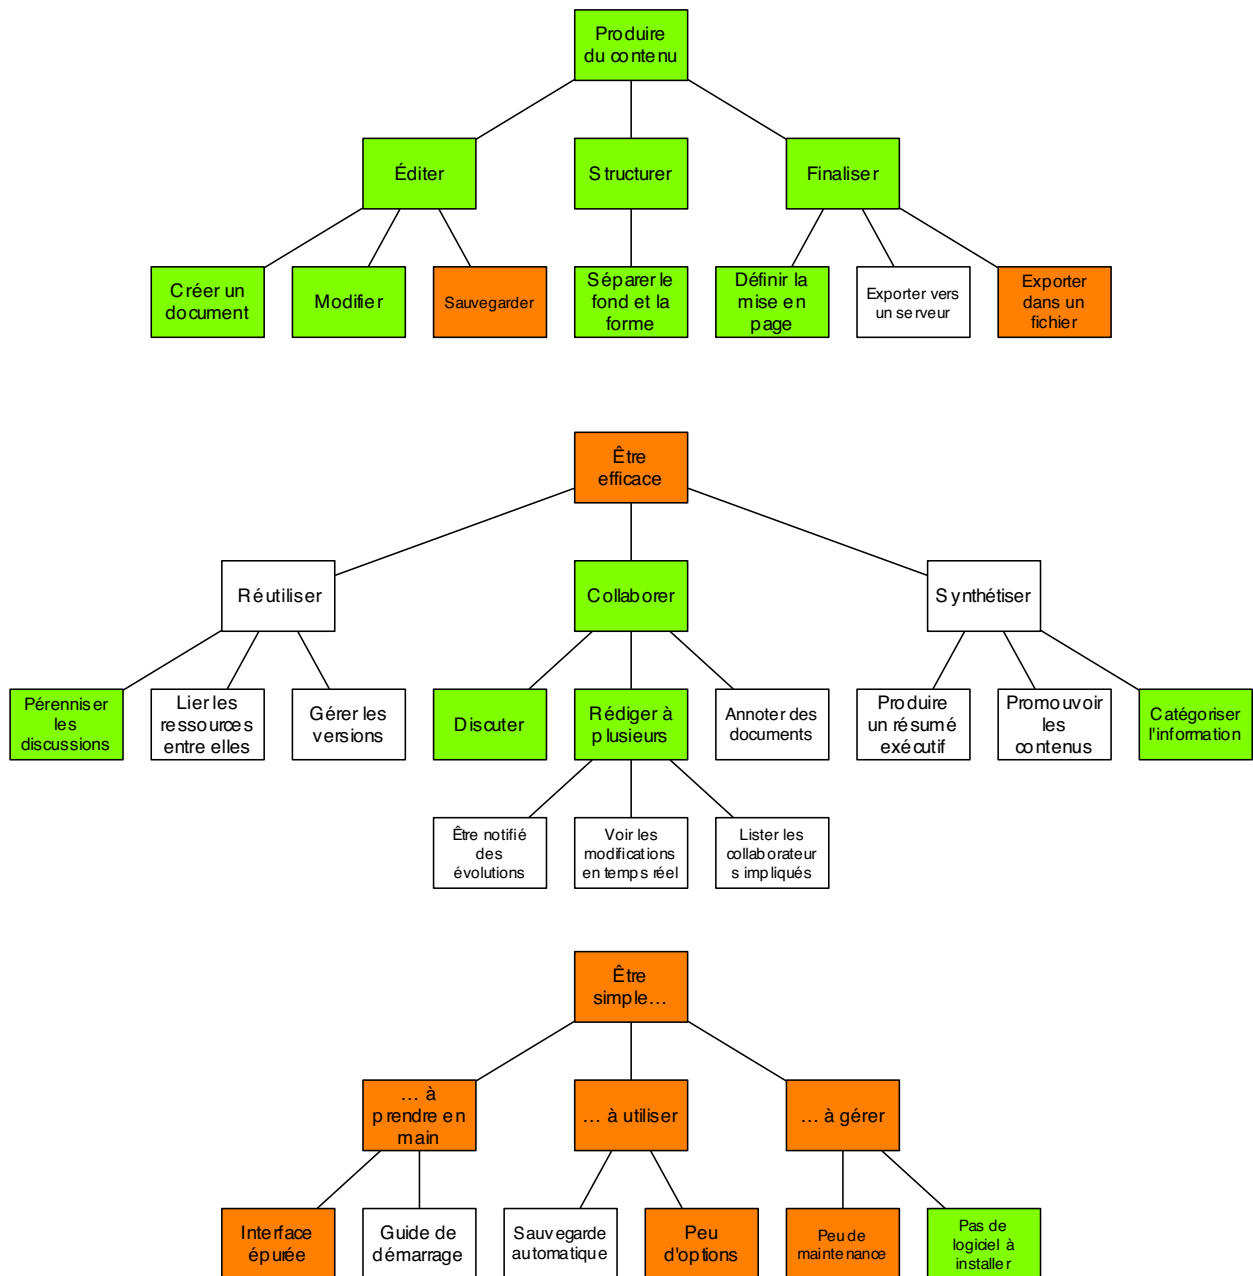 Produire
du contenu
Éditer
Structurer
Finaliser
Créer un
document
Modifier
Sauvegarder
Séparer le
fond et la
forme
Définir la
mise en
page
Exporter vers
un serveur
Exporter
dans un
fichier
Être
efficace
Réutiliser
Collaborer
Synthétiser
Pérenniser
les
discussions
Lier les
ressources
entre elles
Gérer les
versions
Discuter
Rédiger à
plusieurs
Annoter des
documents
Produire
un résumé
exécutif
Promouvoir
les
contenus
Catégoriser
l'information
Être notifié
des
évolutions
Voir les
modifications
en temps réel
Lister les
collaborateur
s impliqués
Être
simple…
… à
prendre en
main
… à utiliser
… à gérer
Interface
épurée
Guide de
démarrage
Sauvegarde
automatique
Peu
d'options
Peu de
maintenance
Pas de
logiciel à
installer